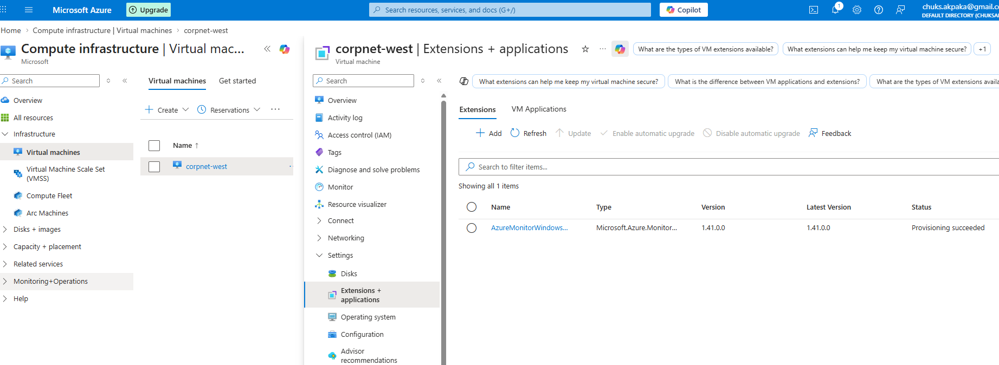 Microsoft Azure
Upgrade
Search resources, services, and docs (G+/)
Copilot
1
chuks.akpaka@gmail.c
DEFAULT DIRECTORY (CHUKSA
Home > Compute infrastructure | Virtual machines > corpnet-west
Compute infrastructure | Virtual mac...
Microsoft
Search
Overview
All resources
Infrastructure
Virtual machines
Virtual Machine Scale Set
(VMSS)
Compute Fleet
Arc Machines
Disks + images
Capacity + placement
Related services
Monitoring+Operations
Help
Virtual machines
Get started
Create
Reservations
...
Name ↑
corpnet-west
corpnet-west | Extensions + applications
Virtual machine
...
What are the types of VM extensions available?
What extensions can help me keep my virtual machine secure?
+1
Search
Overview
Activity log
Access control (IAM)
Tags
Diagnose and solve problems
Monitor
Resource visualizer
Connect
Networking
Settings
Disks
Extensions +
applications
Operating system
Configuration
Advisor
recommendations
What extensions can help me keep my virtual machine secure?
What is the difference between VM applications and extensions?
What are the types of VM extensions availa
Extensions
VM Applications
Add
Refresh
Update
Enable automatic upgrade
Disable automatic upgrade
Feedback
Search to filter items...
Showing all 1 items
Name Type Version Latest Version Status
AzureMonitorWindows... Microsoft.Azure.Monitor... 1.41.0.0 1.41.0.0 Provisioning succeeded